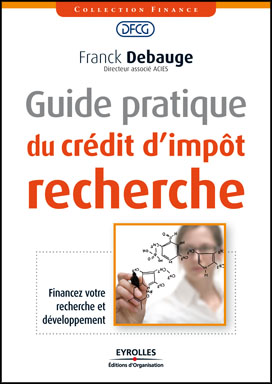 COLLECTION FINANCE
DFCG
Franck Debauge
Directeur associé ACIES
Guide pratique
du crédit d'impôt
recherche
Financez votre
recherche et
développement
EYROLLES
Éditions d'Organisation